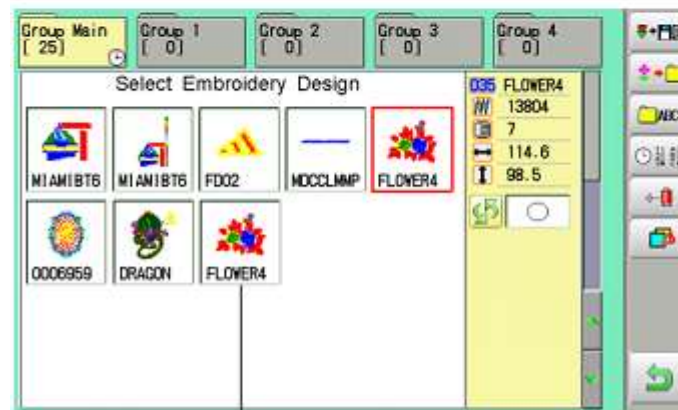 Group Main
[ 25]
Group 1
[ 0]
Group 2
[ 0]
Group 3
[ 0]
Group 4
[ 0]
Select Embroidery Design
MIAMIBT6
MIAMIBT6
FD02
MDCCLMMP
FLOWER4
0006959
DRAGON
FLOWER4
035 FLOWER4
13804
7
114.6
98.5
ABC